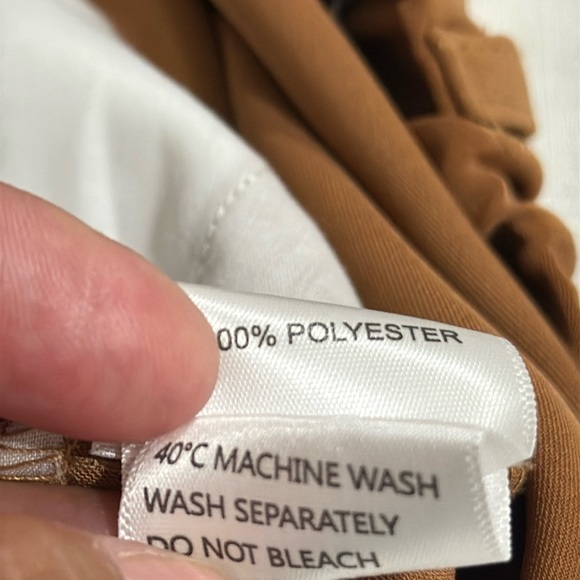 00% POLYESTER
40°C MACHINE WASH
WASH SEPARATELY
DO NOT BLEACH